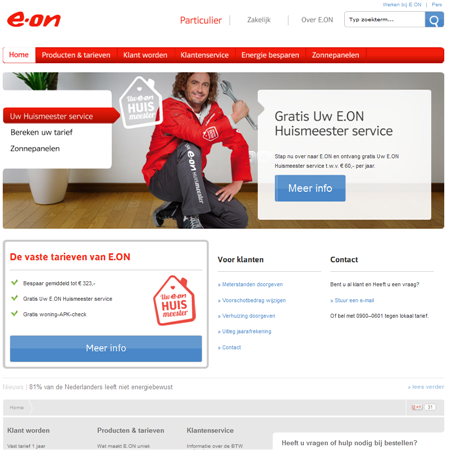 Werken bij E.ON | Pers
e·on
Particulier | Zakelijk | Over E.ON
Typ zoekterm...
Zoek
Home
Producten & tarieven
Klant worden
Klantenservice
Energie besparen
Zonnepanelen
Uw Huismeester service
Bereken uw tarief
Zonnepanelen
Uw e·on
HUIS
meester
Gratis Uw E.ON
Huismeester service
Stap nu over naar E.ON en ontvang gratis Uw E.ON
Huismeester service t.w.v. € 60,- per jaar.
Meer info
De vaste tarieven van E.ON
Bespaar gemiddeld tot € 323,-
Gratis Uw E.ON Huismeester service
Gratis woning-APK-check
Uw e·on
HUIS
meester
Meer info
Voor klanten
» Meterstanden doorgeven
» Voorschotbedrag wijzigen
» Verhuizing doorgeven
» Uitleg jaarafrekening
» Contact
Contact
Bent u al klant en Heeft u een vraag?
» Stuur een e-mail
Of bel met 0900–0601 tegen lokaal tarief.
Nieuws | 81% van de Nederlanders leeft niet energiebewust
» lees verder
Home
+1 31
Klant worden
Vast tarief 1 jaar
Producten & tarieven
Wat maakt E.ON uniek
Klantenservice
Informatie over de BTW
Heeft u vragen of hulp nodig bij bestellen?